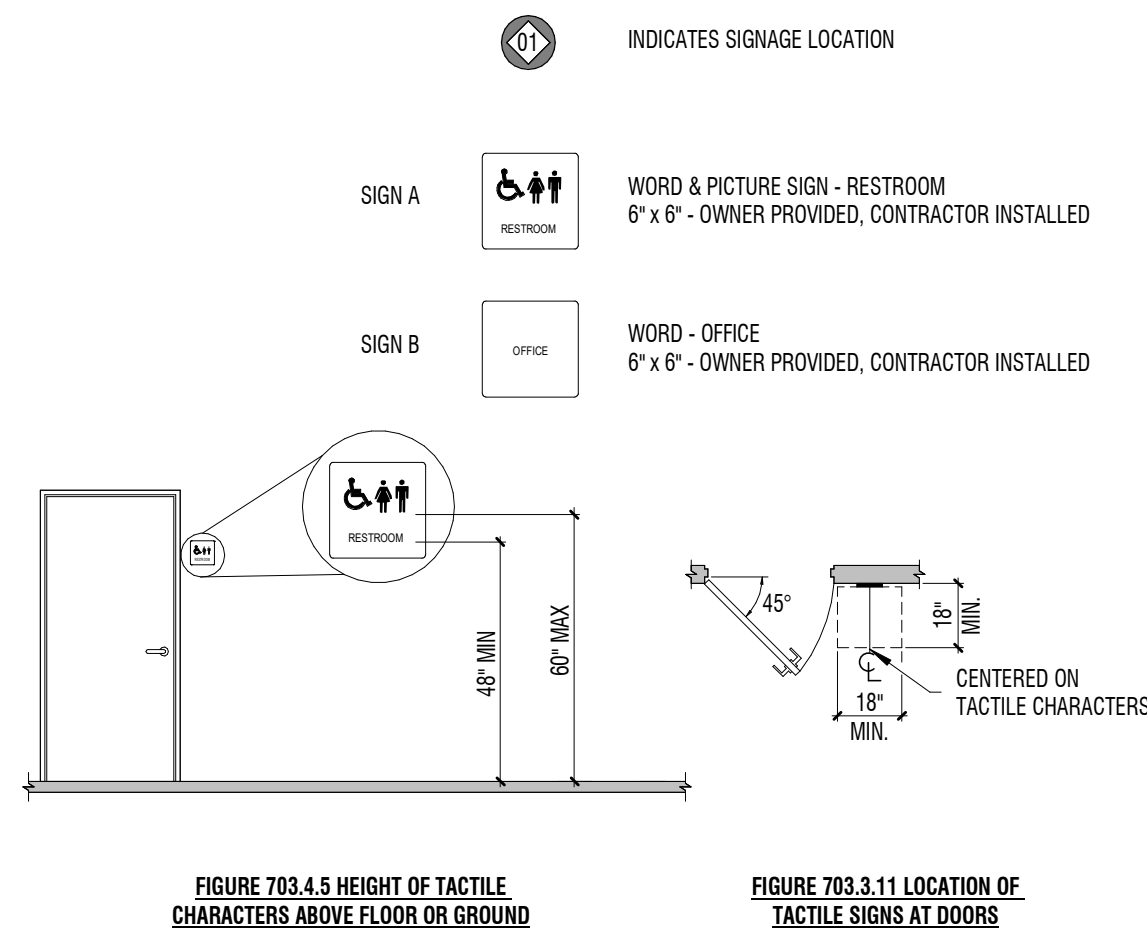 01
INDICATES SIGNAGE LOCATION
SIGN A
RESTROOM
WORD & PICTURE SIGN - RESTROOM
6" x 6" - OWNER PROVIDED, CONTRACTOR INSTALLED
SIGN B
OFFICE
WORD - OFFICE
6" x 6" - OWNER PROVIDED, CONTRACTOR INSTALLED
RESTROOM
RESTROOM
48" MIN
60" MAX
45°
18"
MIN.
CL
18"
MIN.
CENTERED ON
TACTILE CHARACTERS
FIGURE 703.4.5 HEIGHT OF TACTILE
CHARACTERS ABOVE FLOOR OR GROUND
FIGURE 703.3.11 LOCATION OF
TACTILE SIGNS AT DOORS